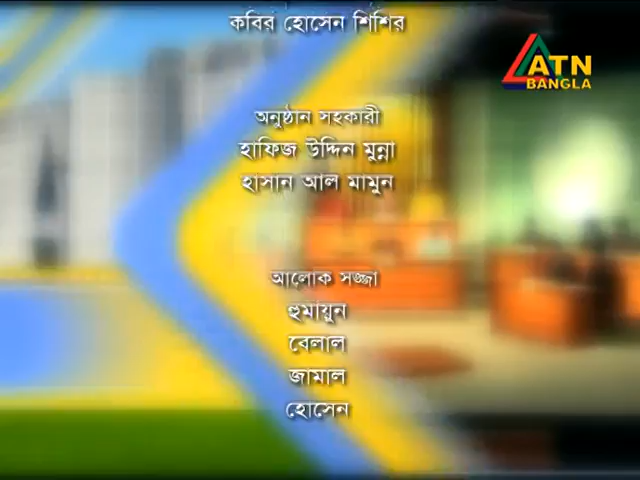 কবির হোসেন শিশির
ATN
BANGLA
অনুষ্ঠান সহকারী
হাফিজ উদ্দিন মুন্না
হাসান আল মামুন
আলোক সজ্জা
হুমায়ুন
বেলাল
জামাল
হোসেন